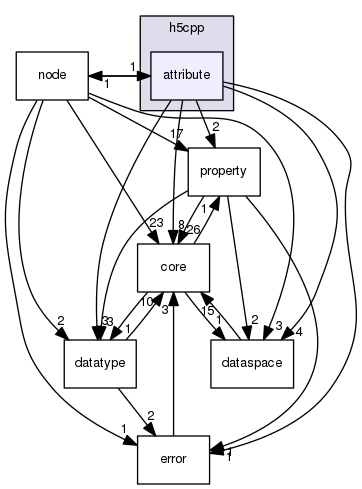 h5cpp
node
1
attribute
1
17
2
property
23
8
26
1
core
10
3
15
1
2
3
3
1
2
3
4
datatype
dataspace
2
1
1
error